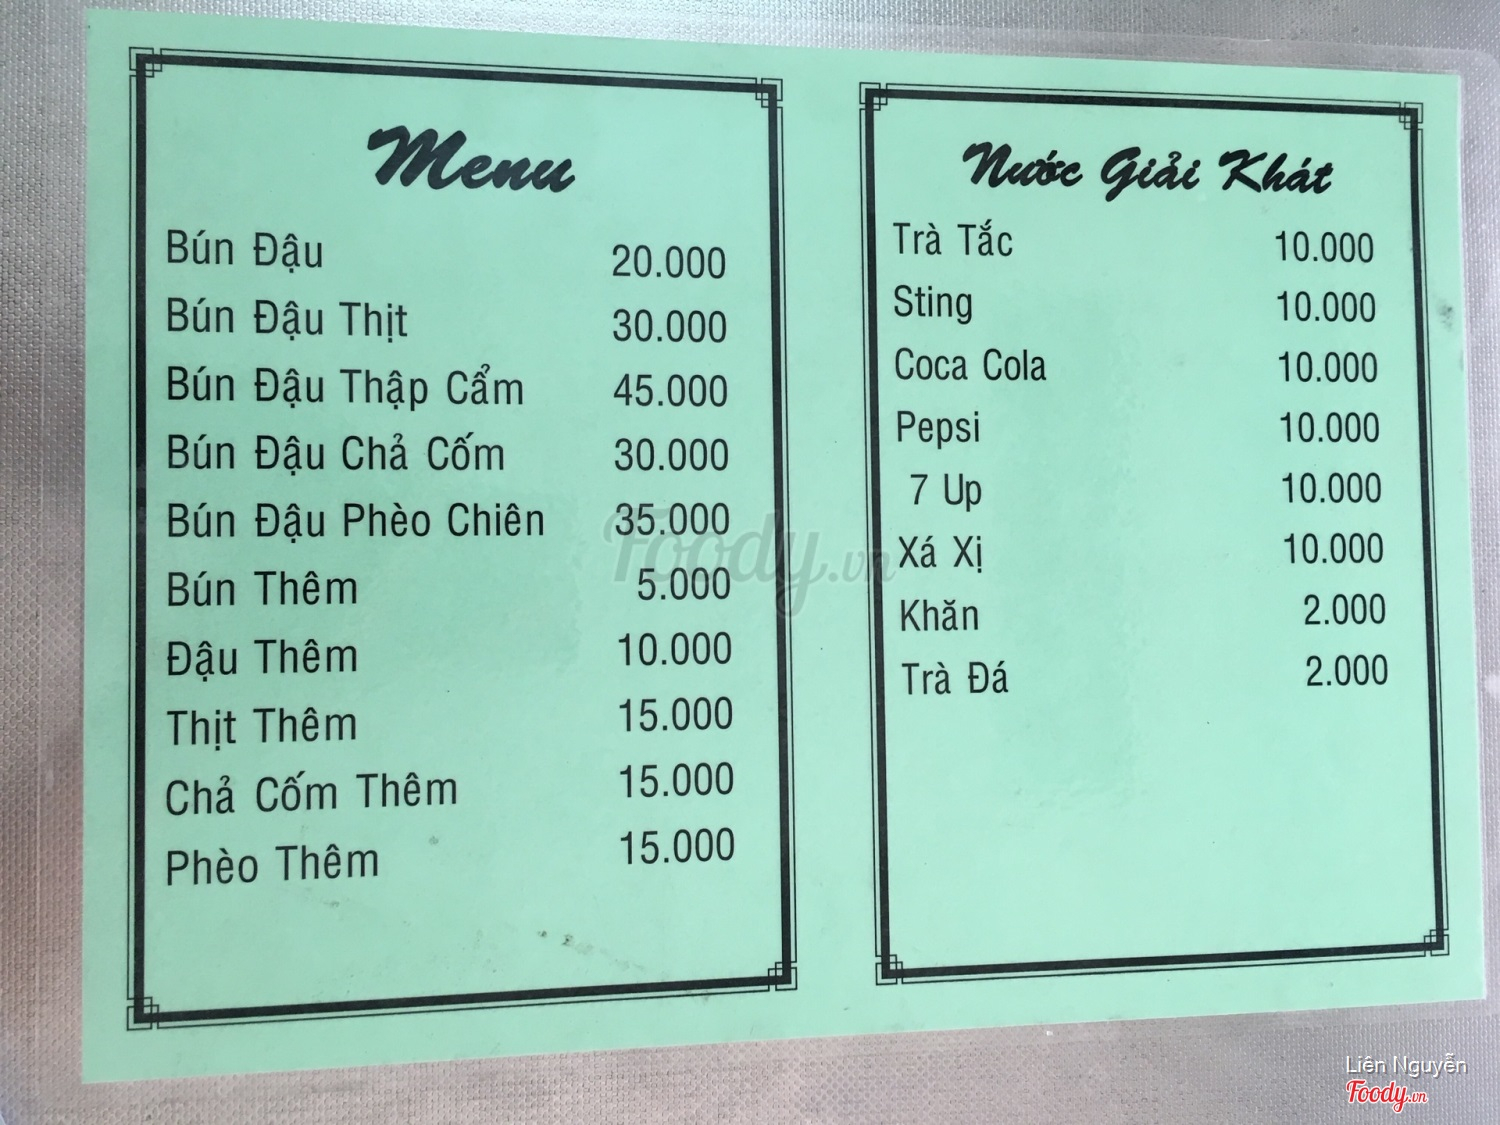 Menu
Bún Đậu 20.000
Bún Đậu Thịt 30.000
Bún Đậu Thập Cẩm 45.000
Bún Đậu Chả Cốm 30.000
Bún Đậu Phèo Chiên 35.000
Bún Thêm 5.000
Đậu Thêm 10.000
Thịt Thêm 15.000
Chả Cốm Thêm 15.000
Phèo Thêm 15.000
Nước Giải Khát
Trà Tắc 10.000
Sting 10.000
Coca Cola 10.000
Pepsi 10.000
7 Up 10.000
Xá Xị 10.000
Khăn 2.000
Trà Đá 2.000
Foody.vn
Liên Nguyễn
Foody.vn